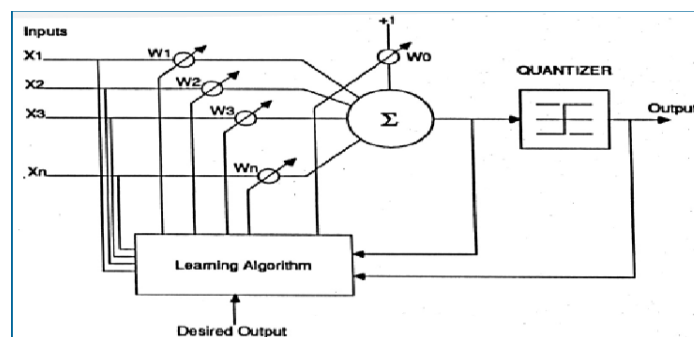 Inputs
+1
X1
W1
W0
X2
W2
QUANTIZER
X3
W3
Σ
Output
Xn
Wn
Learning Algorithm
Desired Output